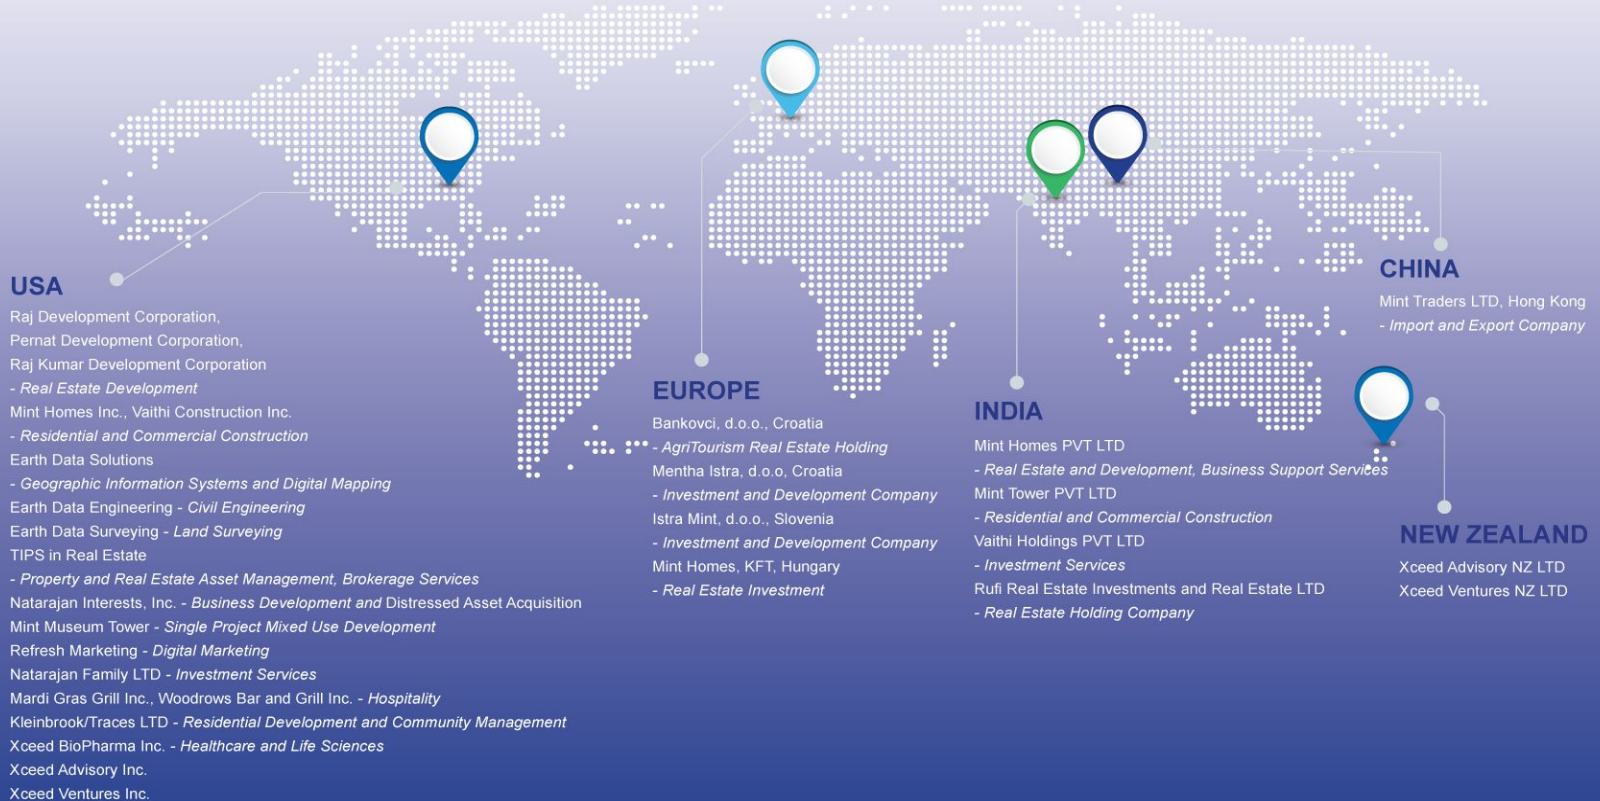 USA
Raj Development Corporation,
Pernat Development Corporation,
Raj Kumar Development Corporation
- Real Estate Development
Mint Homes Inc., Vaithi Construction Inc.
- Residential and Commercial Construction
Earth Data Solutions
- Geographic Information Systems and Digital Mapping
Earth Data Engineering - Civil Engineering
Earth Data Surveying - Land Surveying
TIPS in Real Estate
- Property and Real Estate Asset Management, Brokerage Services
Natarajan Interests, Inc. - Business Development and Distressed Asset Acquisition
Mint Museum Tower - Single Project Mixed Use Development
Refresh Marketing - Digital Marketing
Natarajan Family LTD - Investment Services
Mardi Gras Grill Inc., Woodrows Bar and Grill Inc. - Hospitality
Kleinbrook/Traces LTD - Residential Development and Community Management
Xceed BioPharma Inc. - Healthcare and Life Sciences
Xceed Advisory Inc.
Xceed Ventures Inc.
EUROPE
Bankovci, d.o.o., Croatia
- AgriTourism Real Estate Holding
Mentha Istra, d.o.o, Croatia
- Investment and Development Company
Istra Mint, d.o.o., Slovenia
- Investment and Development Company
Mint Homes, KFT, Hungary
- Real Estate Investment
INDIA
Mint Homes PVT LTD
- Real Estate and Development, Business Support Services
Mint Tower PVT LTD
- Residential and Commercial Construction
Vaithi Holdings PVT LTD
- Investment Services
Rufi Real Estate Investments and Real Estate LTD
- Real Estate Holding Company
CHINA
Mint Traders LTD, Hong Kong
- Import and Export Company
NEW ZEALAND
Xceed Advisory NZ LTD
Xceed Ventures NZ LTD